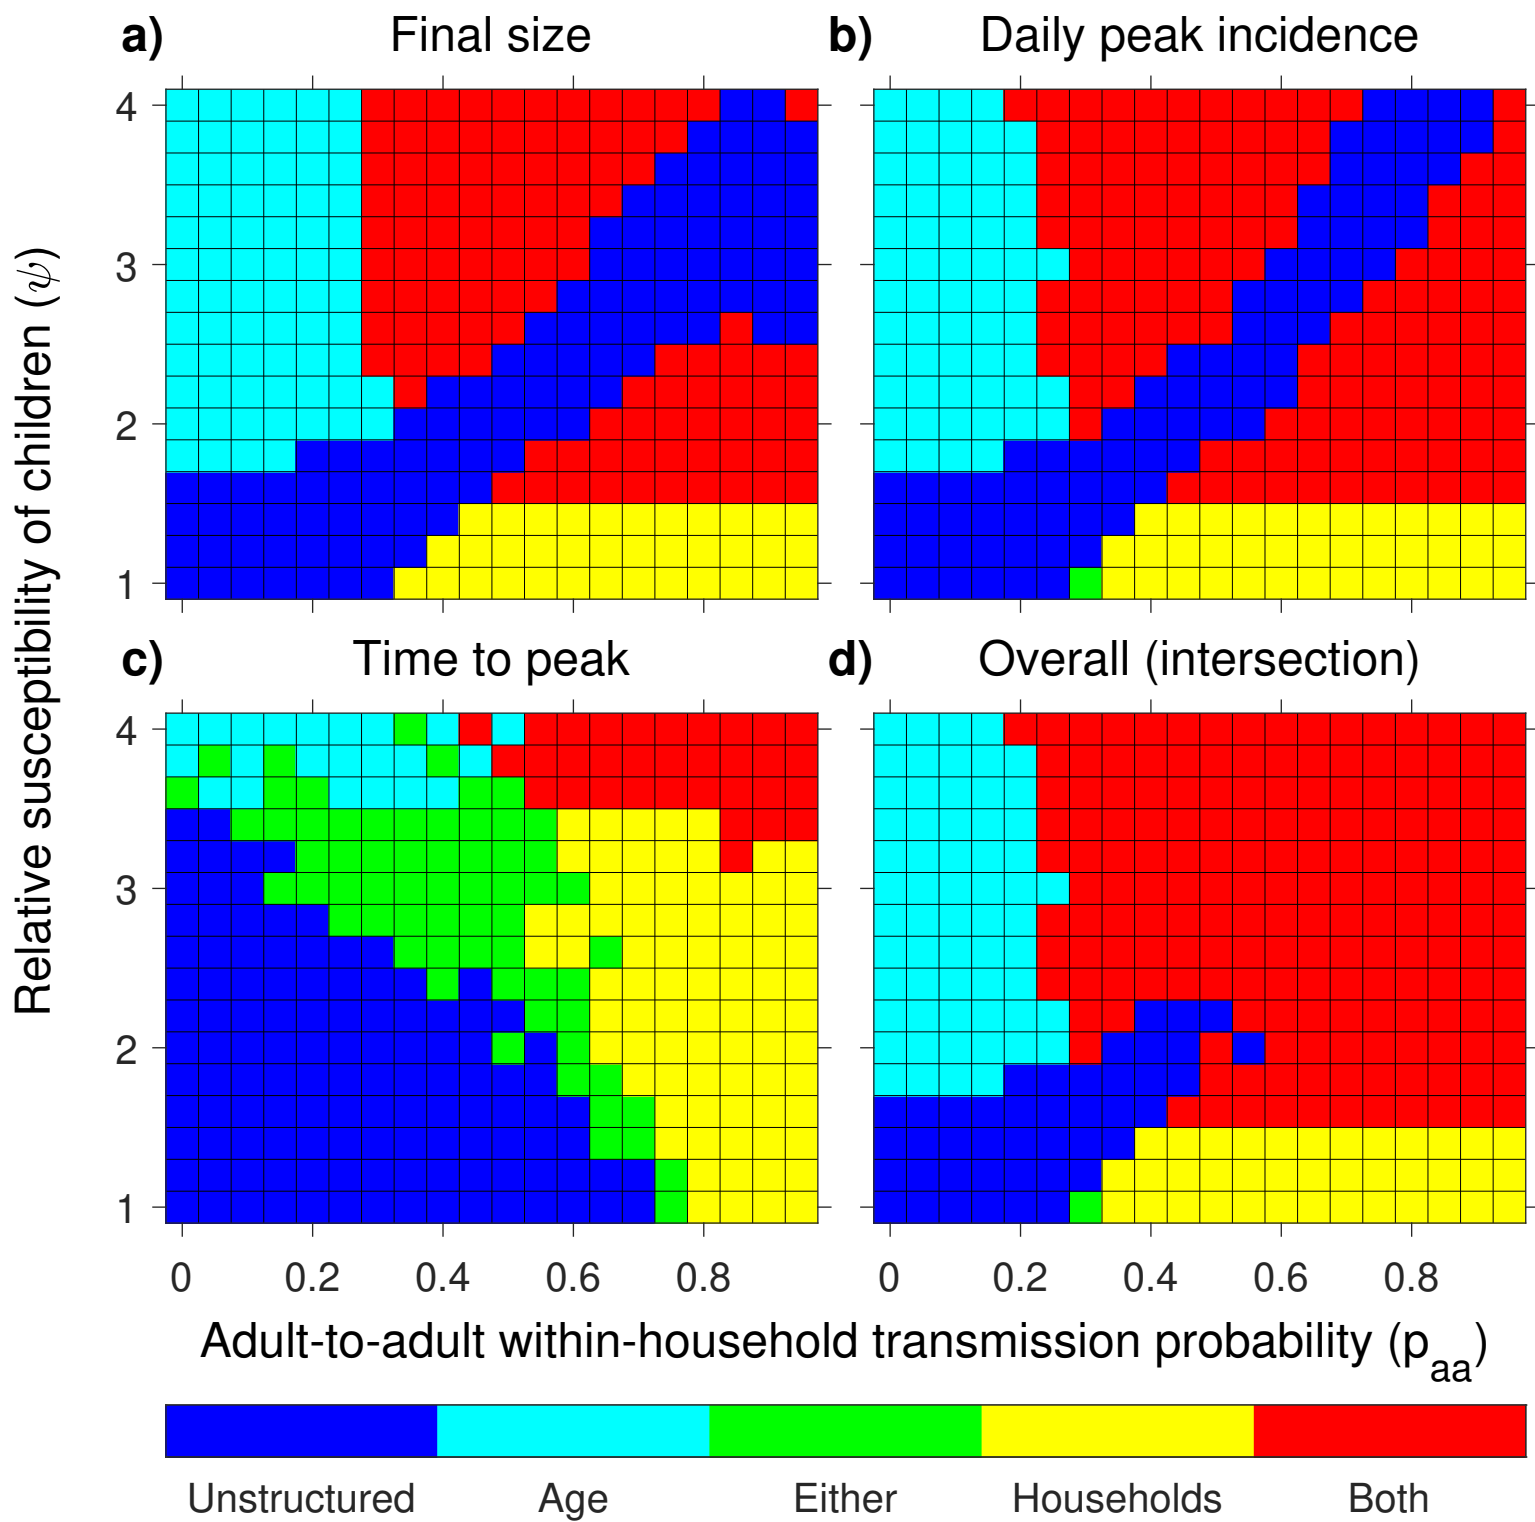 a) Final size
b) Daily peak incidence
4
3
2
1
c) Time to peak
d) Overall (intersection)
4
3
2
1
Relative susceptibility of children (ψ)
0 0.2 0.4 0.6 0.8
0 0.2 0.4 0.6 0.8
Adult-to-adult within-household transmission probability (p_aa)
Unstructured Age Either Households Both